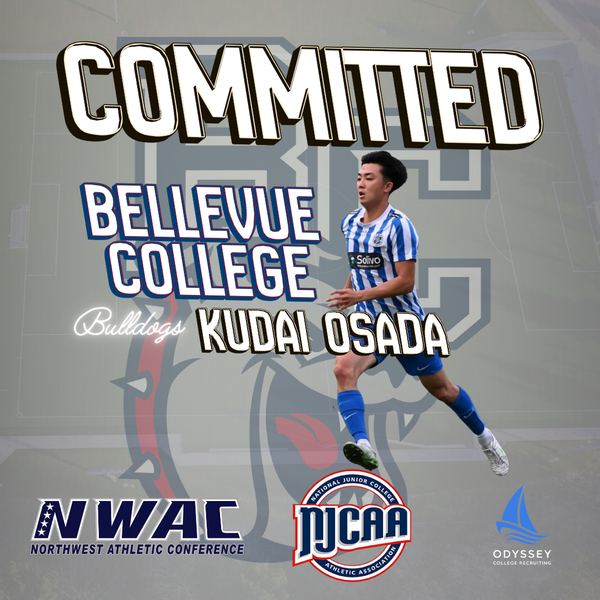 COMMITTED
BELLEVUE
COLLEGE
Bulldogs
KUDAI OSADA
Solivo
NWAC
NORTHWEST ATHLETIC CONFERENCE
NATIONAL JUNIOR COLLEGE
NJCAA
ATHLETIC ASSOCIATION
ODYSSEY
COLLEGE RECRUITING